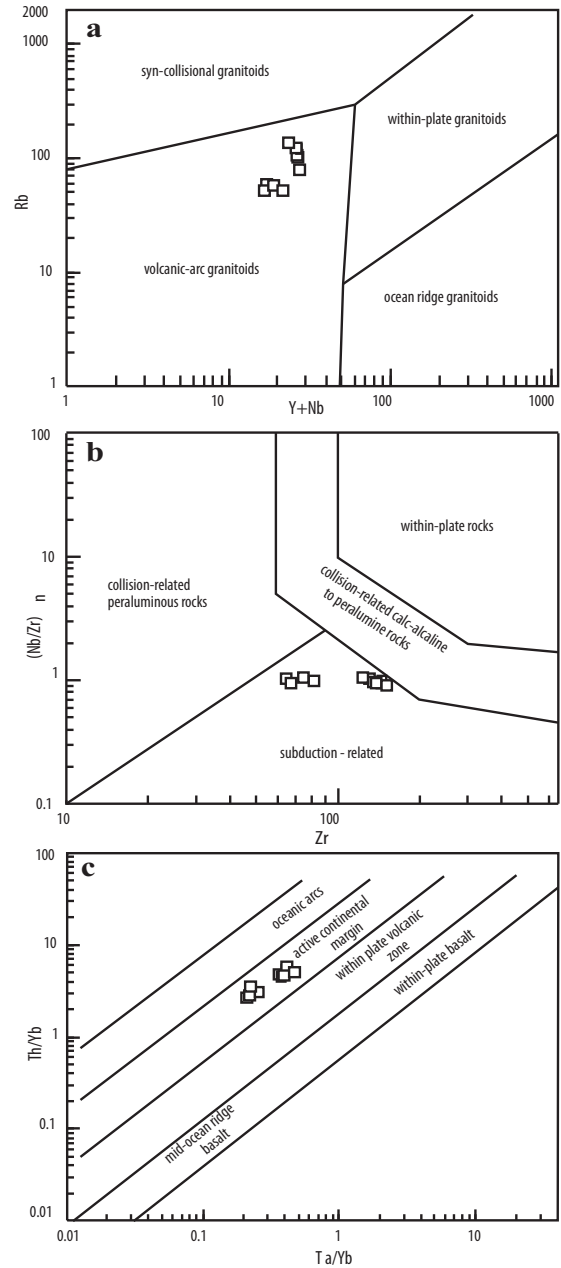 2000
1000
a
syn-collisional granitoids
within-plate granitoids
100
Rb
volcanic-arc granitoids
10
ocean ridge granitoids
1
1
10
100
1000
Y+Nb
100
b
within-plate rocks
10
collision-related
peraluminous rocks
collision-related calc-alcaline
to peralumine rocks
(Nb/Zr) n
1
subduction - related
0.1
10
100
Zr
100
c
oceanic arcs
active continental
margin
within plate volcanic
zone
within-plate basalt
10
Th/Yb
1
0.1
mid-ocean ridge
basalt
0.01
0.01
0.1
1
10
T a/Yb